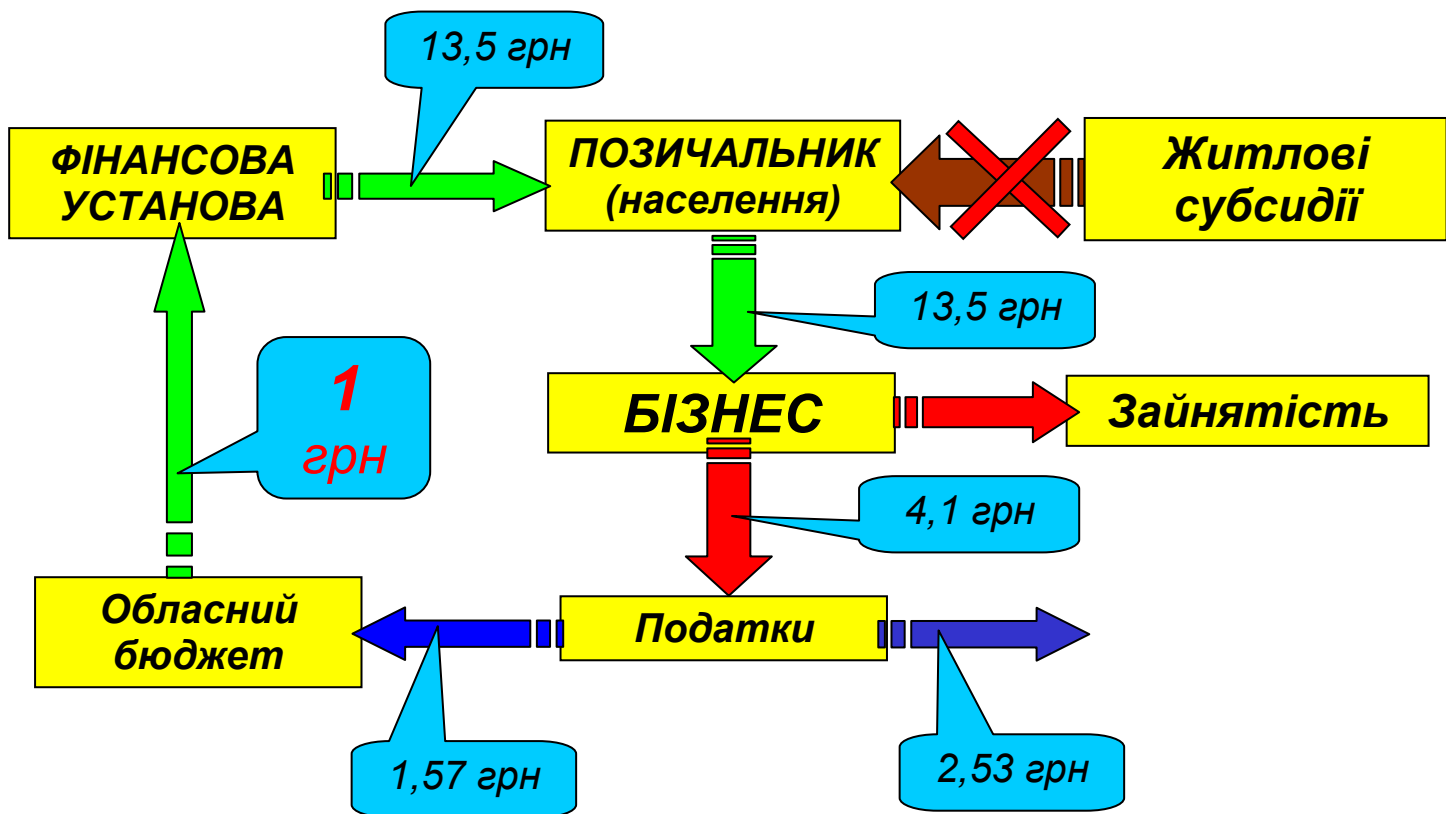 13,5 грн
ФІНАНСОВА
УСТАНОВА
ПОЗИЧАЛЬНИК
(населення)
Житлові
субсидії
13,5 грн
1
грн
БІЗНЕС
Зайнятість
4,1 грн
Обласний
бюджет
Податки
1,57 грн
2,53 грн